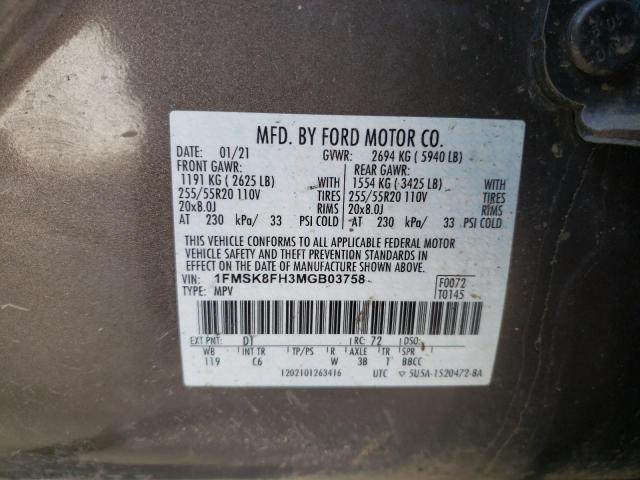 MFD. BY FORD MOTOR CO.
DATE: 01/21 GVWR: 2694 KG ( 5940 LB)
FRONT GAWR: REAR GAWR:
1191 KG ( 2625 LB) WITH 1554 KG ( 3425 LB) WITH
255/55R20 110V TIRES 255/55R20 110V TIRES
20x8.0J RIMS 20x8.0J RIMS
AT 230 kPa/ 33 PSI COLD AT 230 kPa/ 33 PSI COLD
THIS VEHICLE CONFORMS TO ALL APPLICABLE FEDERAL MOTOR
VEHICLE SAFETY AND THEFT PREVENTION STANDARDS IN
EFFECT ON THE DATE OF MANUFACTURE SHOWN ABOVE.
VIN: 1FMSK8FH3MGB03758 F0072
TYPE: MPV T0145
EXT PNT: DT RC: 72 DSO:
WB INT TR TP/PS R AXLE TR SPR
119 C6 W 3B T BBCC
1202101263416 UTC ▽ 5U5A-1520472-BA